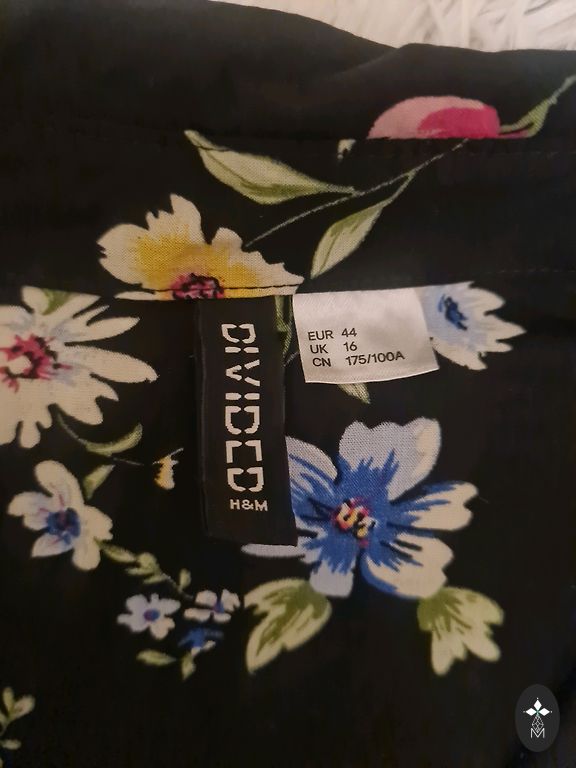 DIVIDED
H&M
EUR 44
UK 16
CN 175/100A
M